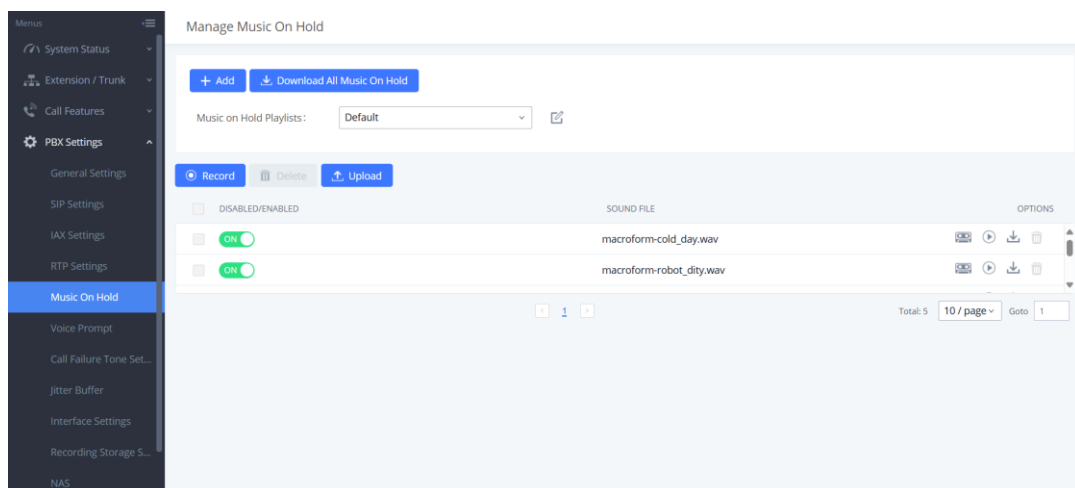 Menus
System Status
Extension / Trunk
Call Features
PBX Settings
General Settings
SIP Settings
IAX Settings
RTP Settings
Music On Hold
Voice Prompt
Call Failure Tone Set...
Jitter Buffer
Interface Settings
Recording Storage S...
NAS
Manage Music On Hold
+ Add Download All Music On Hold
Music on Hold Playlists: Default
Record Delete Upload
DISABLED/ENABLED SOUND FILE OPTIONS
ON macroform-cold_day.wav
ON macroform-robot_dity.wav
< 1 > Total: 5 10 / page Goto 1